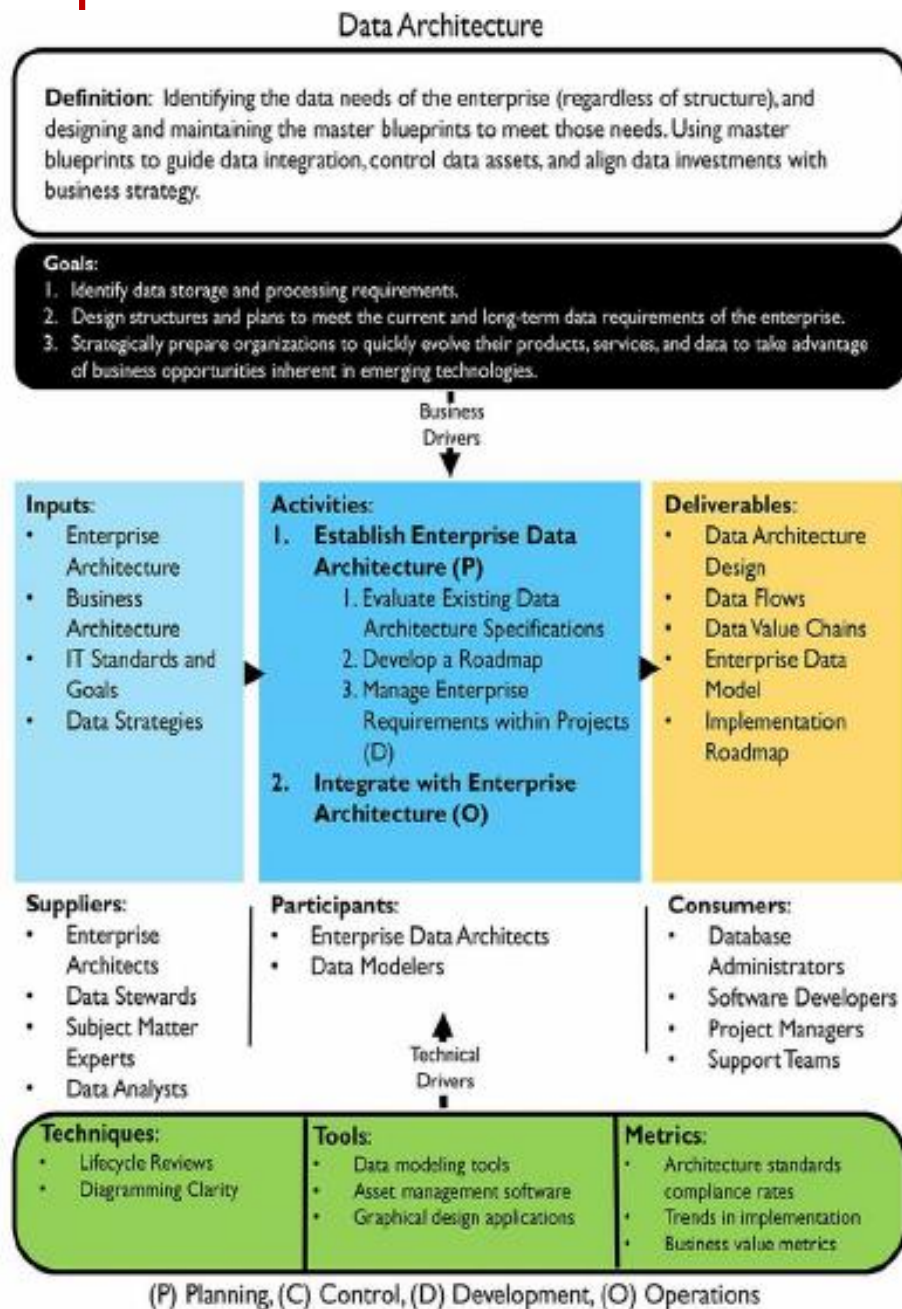 Data Architecture
Definition: Identifying the data needs of the enterprise (regardless of structure), and
designing and maintaining the master blueprints to meet those needs. Using master
blueprints to guide data integration, control data assets, and align data investments with
business strategy.
Goals:
1. Identify data storage and processing requirements.
2. Design structures and plans to meet the current and long-term data requirements of the enterprise.
3. Strategically prepare organizations to quickly evolve their products, services, and data to take advantage
of business opportunities inherent in emerging technologies.
Business
Drivers
Inputs:
• Enterprise
Architecture
• Business
Architecture
• IT Standards and
Goals
• Data Strategies
Activities:
1. Establish Enterprise Data
Architecture (P)
1. Evaluate Existing Data
Architecture Specifications
2. Develop a Roadmap
3. Manage Enterprise
Requirements within Projects
(D)
2. Integrate with Enterprise
Architecture (O)
Deliverables:
• Data Architecture
Design
• Data Flows
• Data Value Chains
• Enterprise Data
Model
• Implementation
Roadmap
Suppliers:
• Enterprise
Architects
• Data Stewards
• Subject Matter
Experts
• Data Analysts
Participants:
• Enterprise Data Architects
• Data Modelers
Consumers:
• Database
Administrators
• Software Developers
• Project Managers
• Support Teams
Technical
Drivers
Techniques:
• Lifecycle Reviews
• Diagramming Clarity
Tools:
• Data modeling tools
• Asset management software
• Graphical design applications
Metrics:
• Architecture standards
compliance rates
• Trends in implementation
• Business value metrics
(P) Planning, (C) Control, (D) Development, (O) Operations